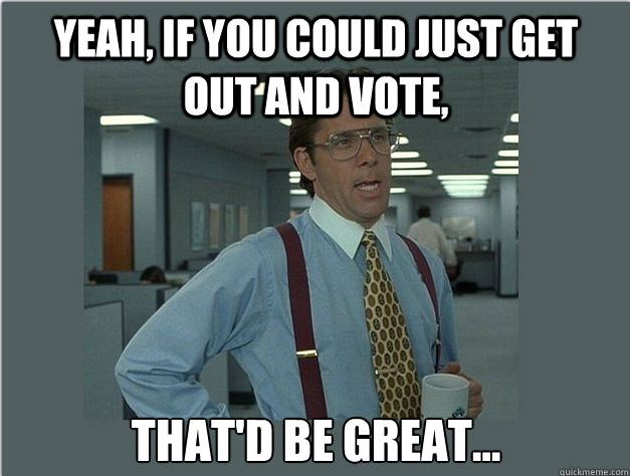 YEAH, IF YOU COULD JUST GET
OUT AND VOTE,
THAT'D BE GREAT...
quickmeme.com